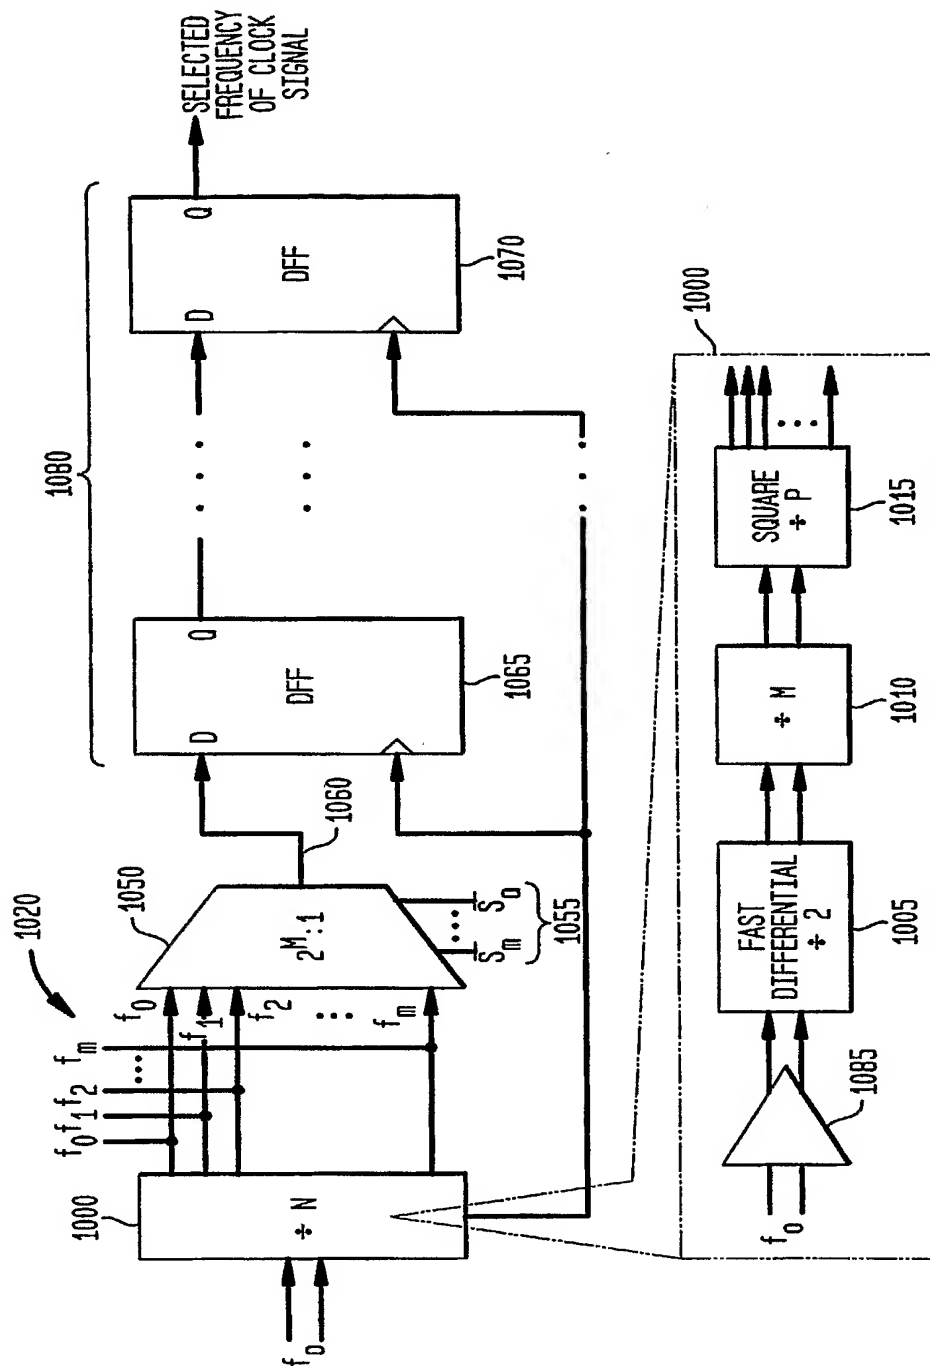 1020
1080
f0 f1 f2 ... fm
1000
1050
f0
f0
÷ N
f1
f2
fm
2^M:1
Sm ... S0
1055
1060
D
Q
DFF
1065
D
Q
DFF
1070
SELECTED
FREQUENCY
OF CLOCK
SIGNAL
1000
f0
1085
FAST
DIFFERENTIAL
÷ 2
1005
÷ M
1010
SQUARE
÷ P
1015